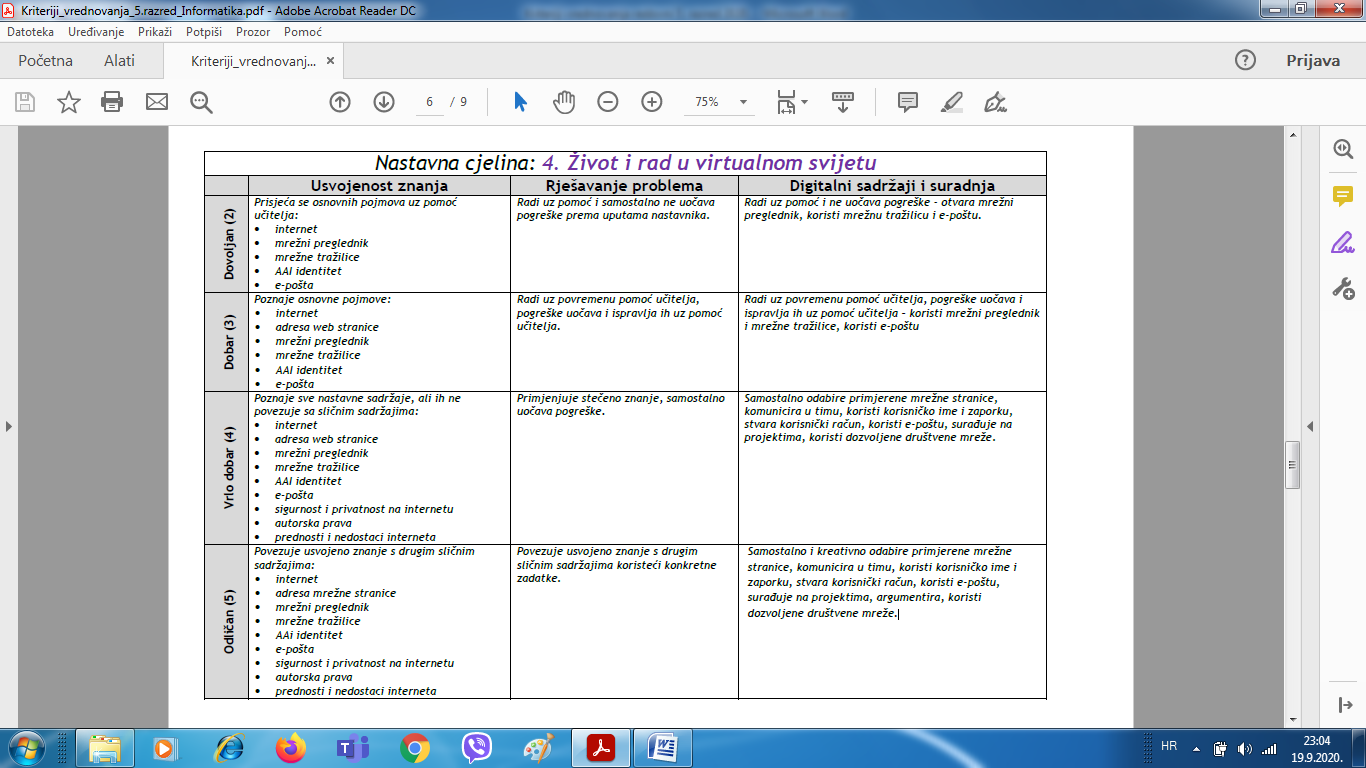 Kriteriji_vrednovanja_5.razred_Informatika.pdf - Adobe Acrobat Reader DC
Datoteka Uređivanje Prikaži Potpiši Prozor Pomoć
Početna Alati Kriteriji_vrednovanj... × Prijava
6 / 9 75%
Nastavna cjelina: 4. Život i rad u virtualnom svijetu
Usvojenost znanja Rješavanje problema Digitalni sadržaji i suradnja
Dovoljan (2)
Prisjeća se osnovnih pojmova uz pomoć
učitelja:
• internet
• mrežni preglednik
• mrežne tražilice
• AAI identitet
• e-pošta
Radi uz pomoć i samostalno ne uočava
pogreške prema uputama nastavnika.
Radi uz pomoć i ne uočava pogreške - otvara mrežni
preglednik, koristi mrežnu tražilicu i e-poštu.
Dobar (3)
Poznaje osnovne pojmove:
• internet
• adresa web stranice
• mrežni preglednik
• mrežne tražilice
• AAI identitet
• e-pošta
Radi uz povremenu pomoć učitelja,
pogreške uočava i ispravlja ih uz pomoć
učitelja.
Radi uz povremenu pomoć učitelja, pogreške uočava i
ispravlja ih uz pomoć učitelja – koristi mrežni preglednik
i mrežne tražilice, koristi e-poštu
Vrlo dobar (4)
Poznaje sve nastavne sadržaje, ali ih ne
povezuje sa sličnim sadržajima:
• internet
• adresa web stranice
• mrežni preglednik
• mrežne tražilice
• AAI identitet
• e-pošta
• sigurnost i privatnost na internetu
• autorska prava
• prednosti i nedostaci interneta
Primjenjuje stečeno znanje, samostalno
uočava pogreške.
Samostalno odabire primjerene mrežne stranice,
komunicira u timu, koristi korisničko ime i zaporku,
stvara korisnički račun, koristi e-poštu, surađuje na
projektima, koristi dozvoljene društvene mreže.
Odličan (5)
Povezuje usvojeno znanje s drugim sličnim
sadržajima:
• internet
• adresa mrežne stranice
• mrežni preglednik
• mrežne tražilice
• AAi identitet
• e-pošta
• sigurnost i privatnost na internetu
• autorska prava
• prednosti i nedostaci interneta
Povezuje usvojeno znanje s drugim
sličnim sadržajima koristeći konkretne
zadatke.
Samostalno i kreativno odabire primjerene mrežne
stranice, komunicira u timu, koristi korisničko ime i
zaporku, stvara korisnički račun, koristi e-poštu,
surađuje na projektima, argumentira, koristi
dozvoljene društvene mreže.
HR 23:04
19.9.2020.